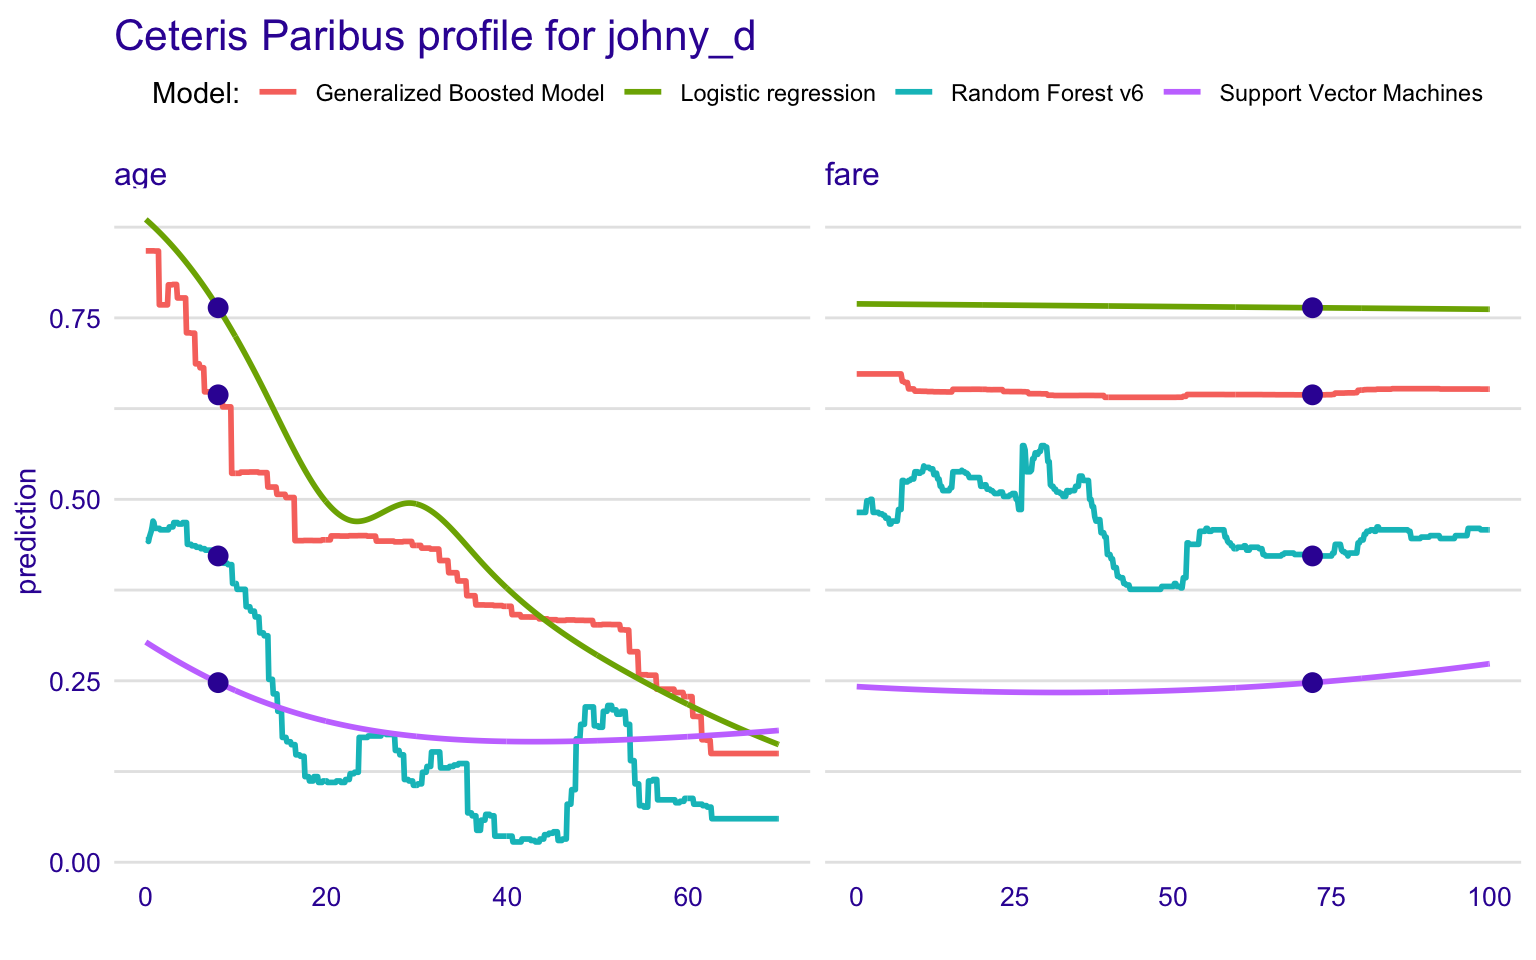 Ceteris Paribus profile for johny_d
Model: Generalized Boosted Model Logistic regression Random Forest v6 Support Vector Machines
age
fare
prediction
0.75
0.50
0.25
0.00
0 20 40 60
0 25 50 75 100